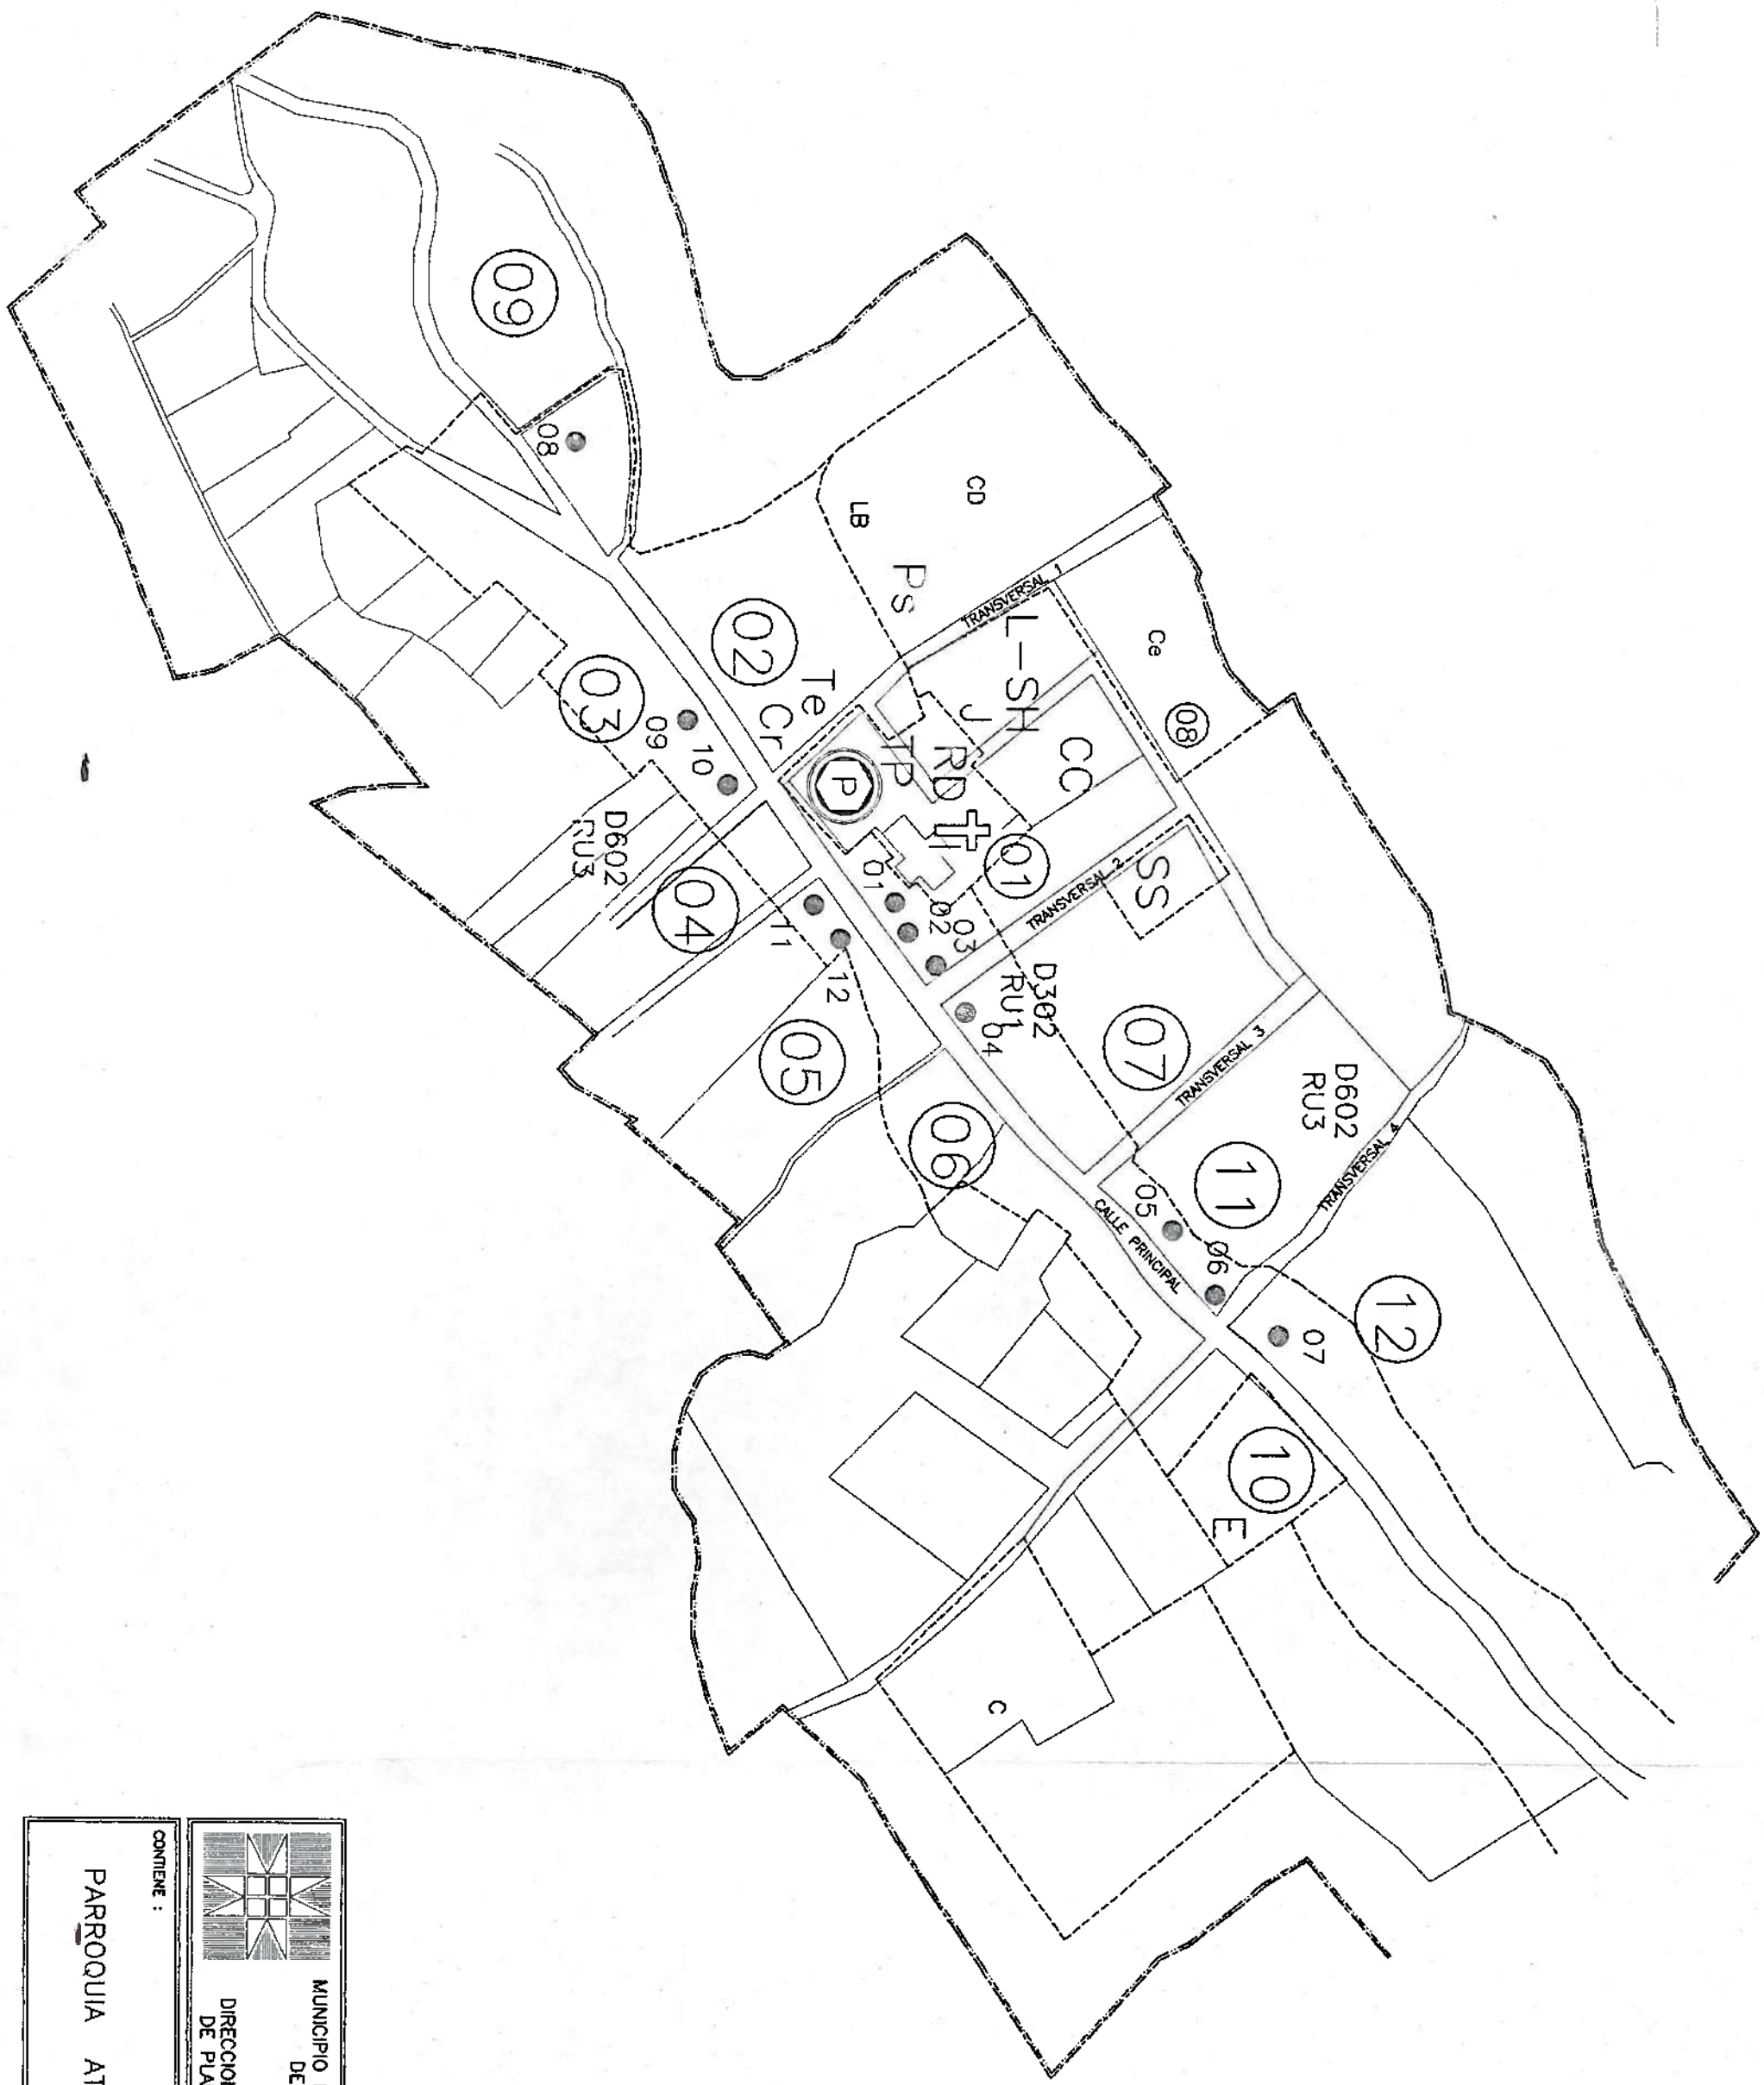 09
08
CD
LB
Ps
TRANSVERSAL 1
Ce
08
L-SH
02
Te
Cr
J
CC
TP
RD
P
01
03
09
10
D602
RU3
04
01
02
03
TRANSVERSAL 2
SS
11
12
D302
RU1
04
07
TRANSVERSAL 3
05
06
D602
RU3
11
TRANSVERSAL 4
05
06
CALLE PRINCIPAL
12
07
10
E
C
MUNICIPIO
DE
DIRECCION
DE
CONTIENE :
PARROQUIA